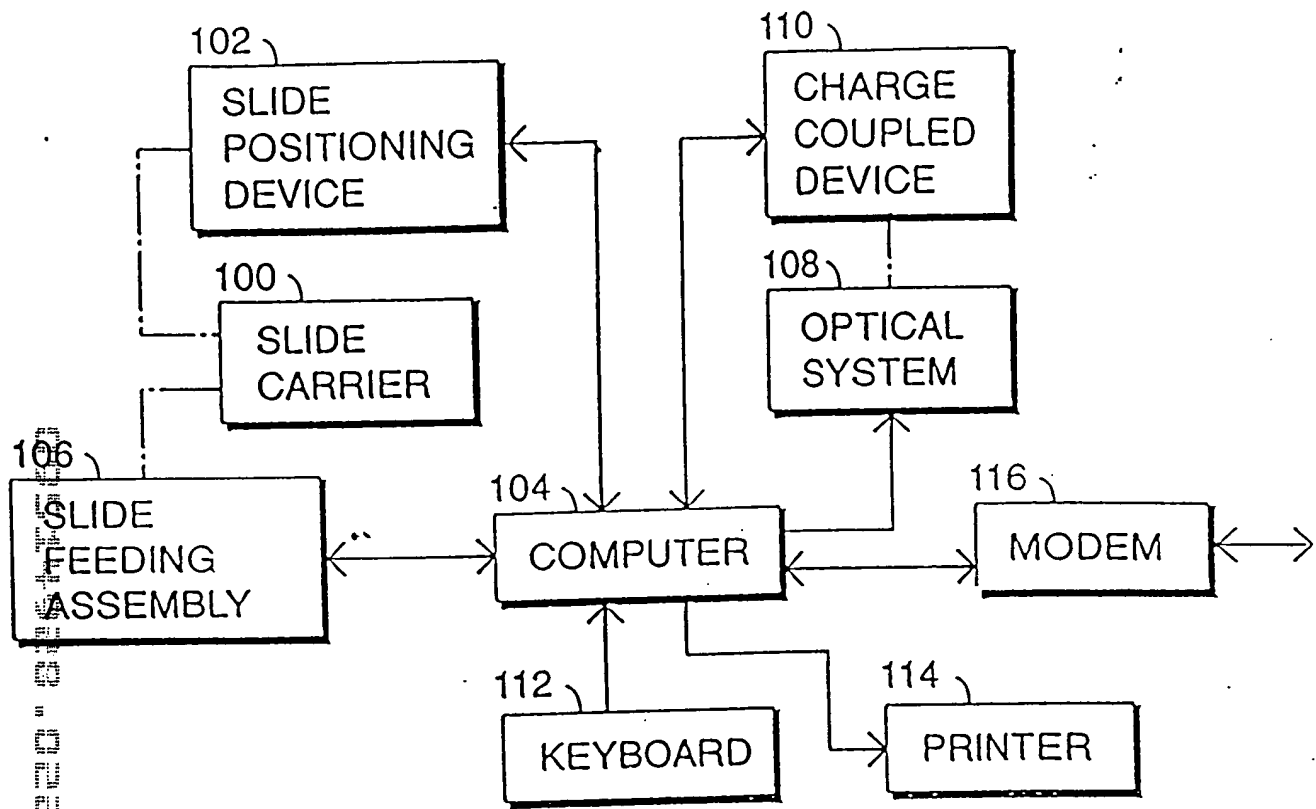 102
SLIDE
POSITIONING
DEVICE
110
CHARGE
COUPLED
DEVICE
100
SLIDE
CARRIER
108
OPTICAL
SYSTEM
106
SLIDE
FEEDING
ASSEMBLY
104
COMPUTER
116
MODEM
112
KEYBOARD
114
PRINTER